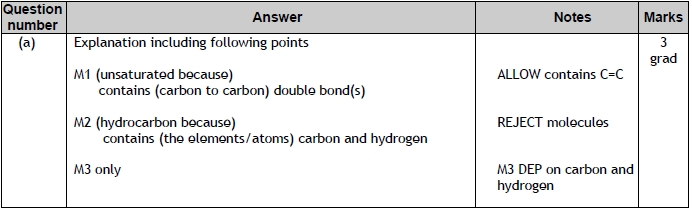 Question number Answer Notes Marks
(a) Explanation including following points 3 grad
M1 (unsaturated because)
contains (carbon to carbon) double bond(s) ALLOW contains C=C
M2 (hydrocarbon because)
contains (the elements/atoms) carbon and hydrogen REJECT molecules
M3 only M3 DEP on carbon and
hydrogen